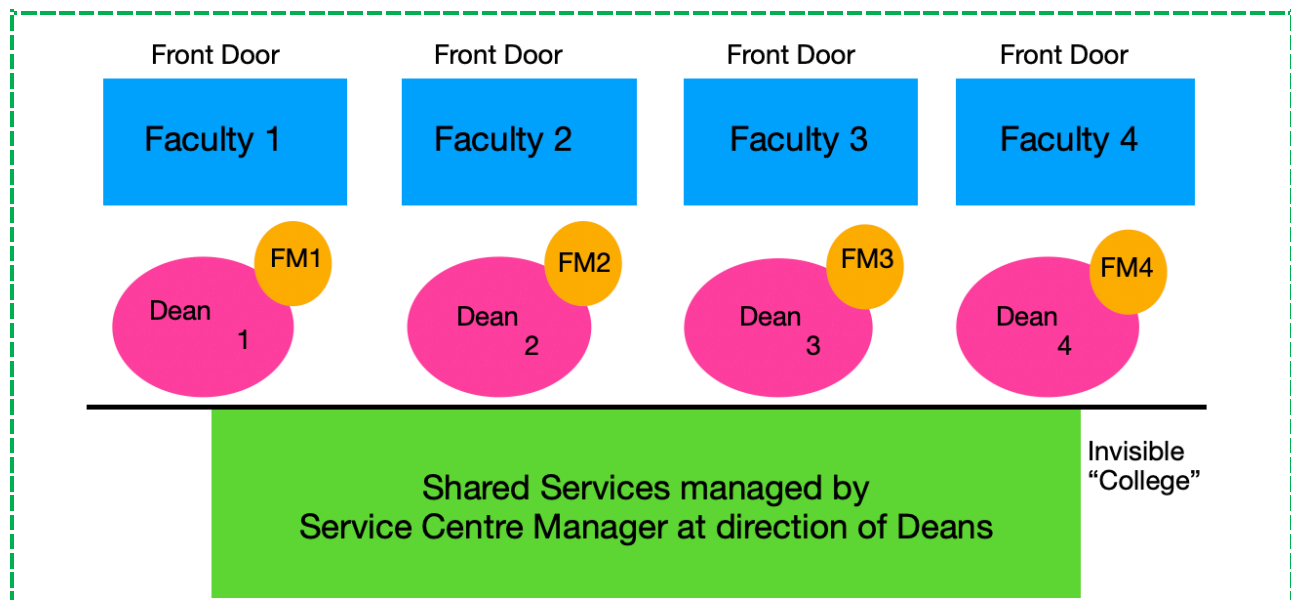 Front Door
Front Door
Front Door
Front Door
Faculty 1
Faculty 2
Faculty 3
Faculty 4
FM1
FM2
FM3
FM4
Dean
1
Dean
2
Dean
3
Dean
4
Invisible
“College”
Shared Services managed by
Service Centre Manager at direction of Deans